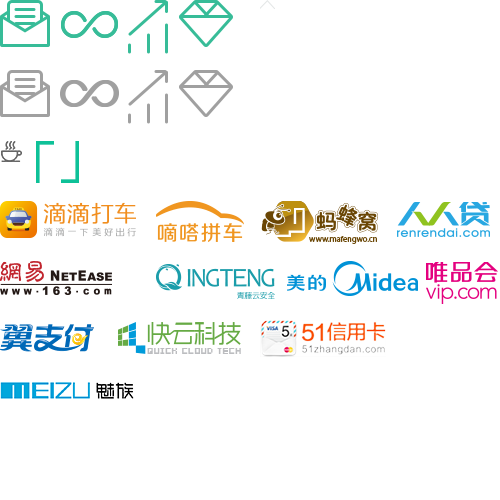 滴滴打车
滴滴一下 美好出行
嘀嗒拼车
蚂蜂窝
www.mafengwo.cn
人人贷
renrendai.com
網易 NETEASE
www.163.com
QINGTENG
青藤云安全
美的 Midea
唯品会
vip.com
翼支付
快云科技
QUICK CLOUD TECH
VISA 5
51信用卡
51zhangdan.com
MEIZU 魅族